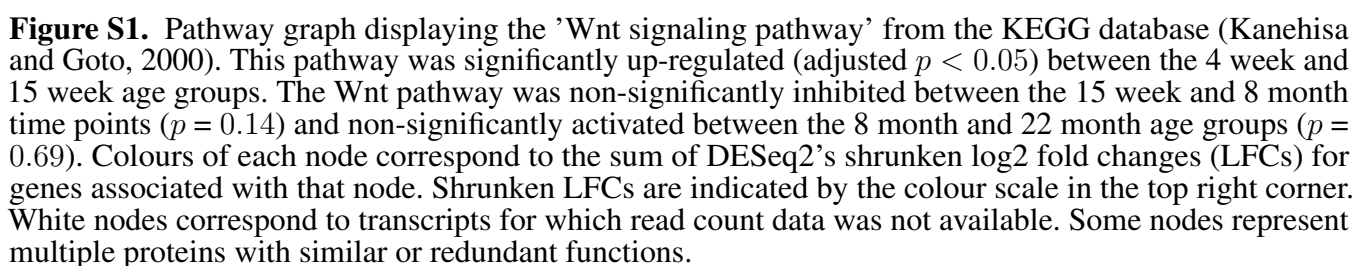 Figure S1. Pathway graph displaying the 'Wnt signaling pathway' from the KEGG database (Kanehisa
and Goto, 2000). This pathway was significantly up-regulated (adjusted p < 0.05) between the 4 week and
15 week age groups. The Wnt pathway was non-significantly inhibited between the 15 week and 8 month
time points (p = 0.14) and non-significantly activated between the 8 month and 22 month age groups (p =
0.69). Colours of each node correspond to the sum of DESeq2's shrunken log2 fold changes (LFCs) for
genes associated with that node. Shrunken LFCs are indicated by the colour scale in the top right corner.
White nodes correspond to transcripts for which read count data was not available. Some nodes represent
multiple proteins with similar or redundant functions.